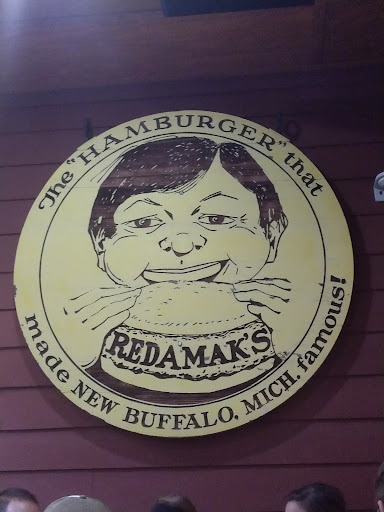 The "HAMBURGER" that
REDAMAK'S
made NEW BUFFALO, MICH. famous!